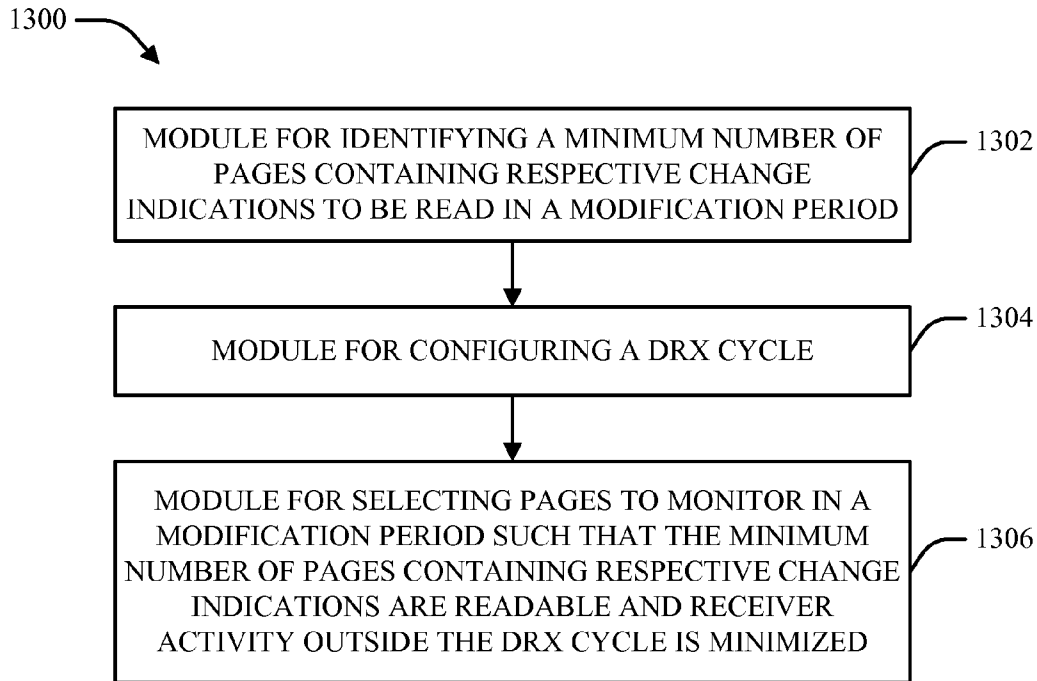 1300
MODULE FOR IDENTIFYING A MINIMUM NUMBER OF
PAGES CONTAINING RESPECTIVE CHANGE
INDICATIONS TO BE READ IN A MODIFICATION PERIOD
1302
MODULE FOR CONFIGURING A DRX CYCLE
1304
MODULE FOR SELECTING PAGES TO MONITOR IN A
MODIFICATION PERIOD SUCH THAT THE MINIMUM
NUMBER OF PAGES CONTAINING RESPECTIVE CHANGE
INDICATIONS ARE READABLE AND RECEIVER
ACTIVITY OUTSIDE THE DRX CYCLE IS MINIMIZED
1306